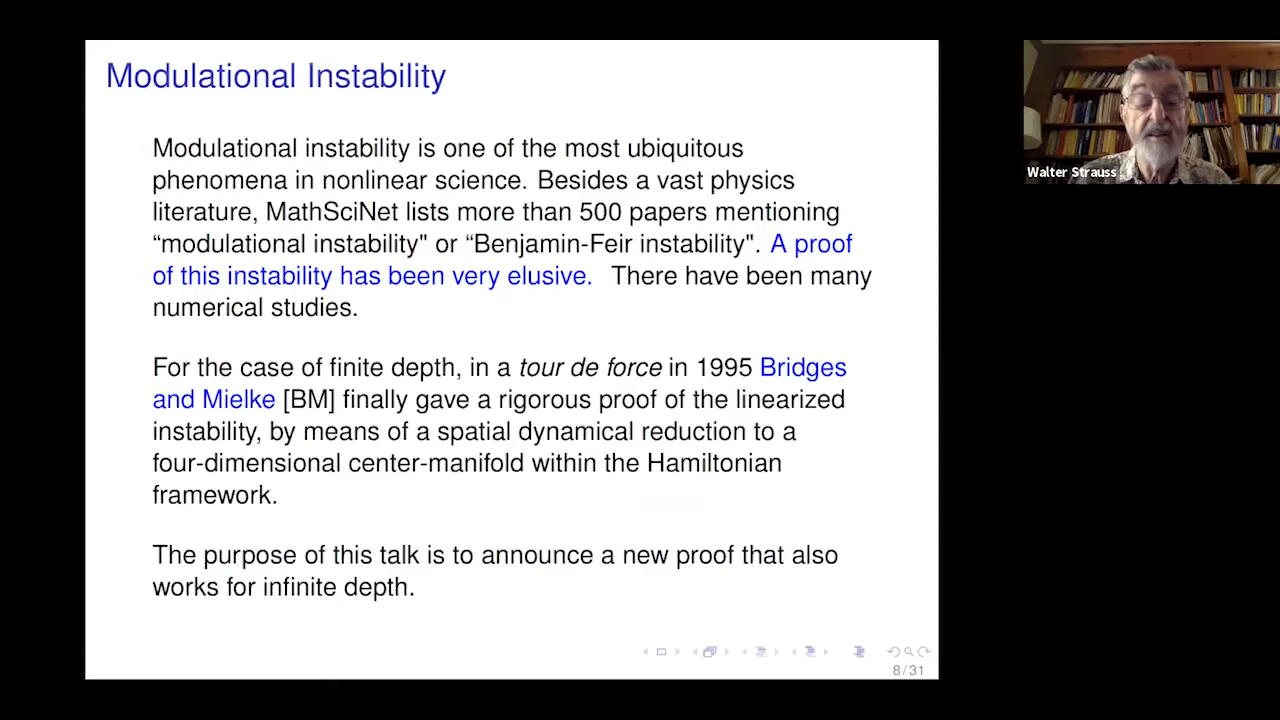 Modulational Instability
Modulational instability is one of the most ubiquitous
phenomena in nonlinear science. Besides a vast physics
literature, MathSciNet lists more than 500 papers mentioning
“modulational instability" or “Benjamin-Feir instability". A proof
of this instability has been very elusive. There have been many
numerical studies.
For the case of finite depth, in a tour de force in 1995 Bridges
and Mielke [BM] finally gave a rigorous proof of the linearized
instability, by means of a spatial dynamical reduction to a
four-dimensional center-manifold within the Hamiltonian
framework.
The purpose of this talk is to announce a new proof that also
works for infinite depth.
8/31
Walter Strauss